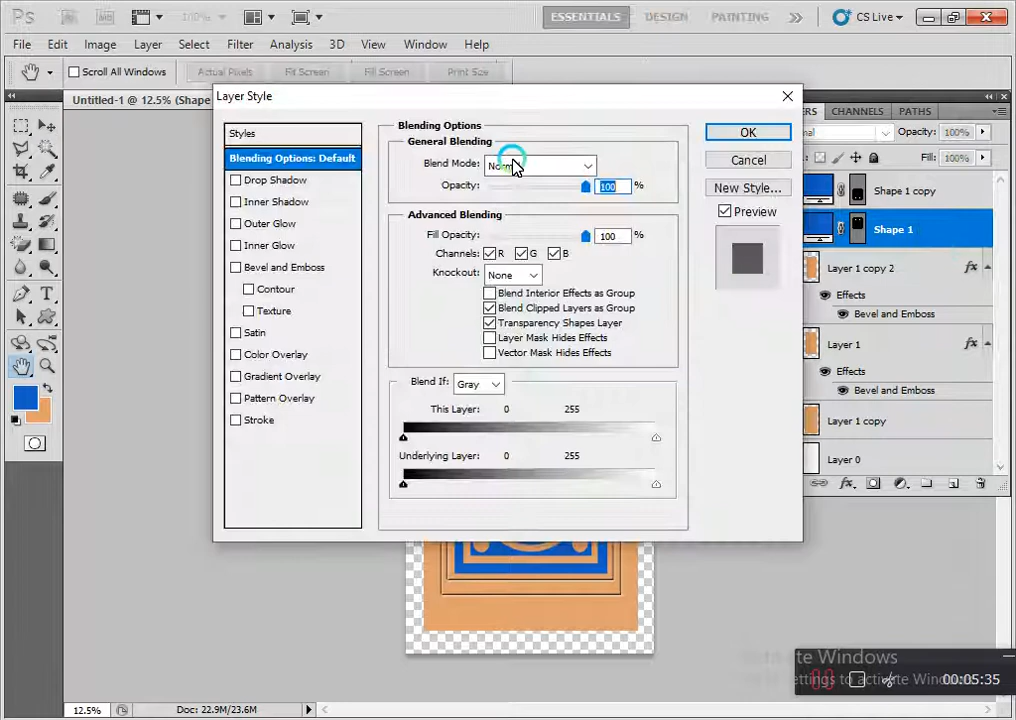 Ps Br Mb 100% ESSENTIALS DESIGN PAINTING CS Live
File Edit Image Layer Select Filter Analysis 3D View Window Help
Scroll All Windows Actual Pixels Fit Screen Fill Screen Print Size
Untitled-1 @ 12.5% (Shape
Layer Style
CHANNELS PATHS
Opacity: 100%
Fill: 100%
Styles
Blending Options: Default
Drop Shadow
Inner Shadow
Outer Glow
Inner Glow
Bevel and Emboss
Contour
Texture
Satin
Color Overlay
Gradient Overlay
Pattern Overlay
Stroke
Blending Options
General Blending
Blend Mode:
Opacity: 100 %
Advanced Blending
Fill Opacity: 100 %
Channels: R G B
Knockout: None
Blend Interior Effects as Group
Blend Clipped Layers as Group
Transparency Shapes Layer
Layer Mask Hides Effects
Vector Mask Hides Effects
Blend If: Gray
This Layer: 0 255
Underlying Layer: 0 255
OK
Cancel
New Style...
Preview
Shape 1 copy
Shape 1
Layer 1 copy 2 fx
Effects
Bevel and Emboss
Layer 1 fx
Effects
Bevel and Emboss
Layer 1 copy
Layer 0
fx
Windows
00:05:35
12.5% Doc: 22.9M/23.6M